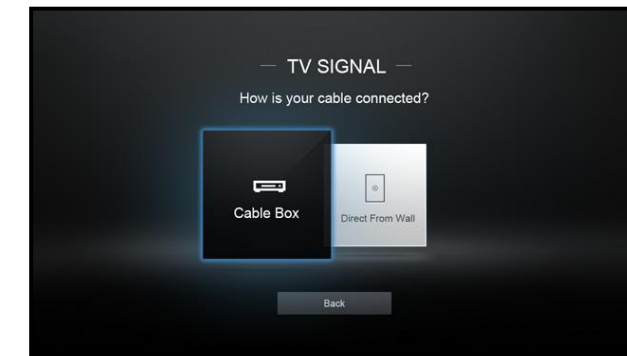 TV SIGNAL
How is your cable connected?
Cable Box
Direct From Wall
Back